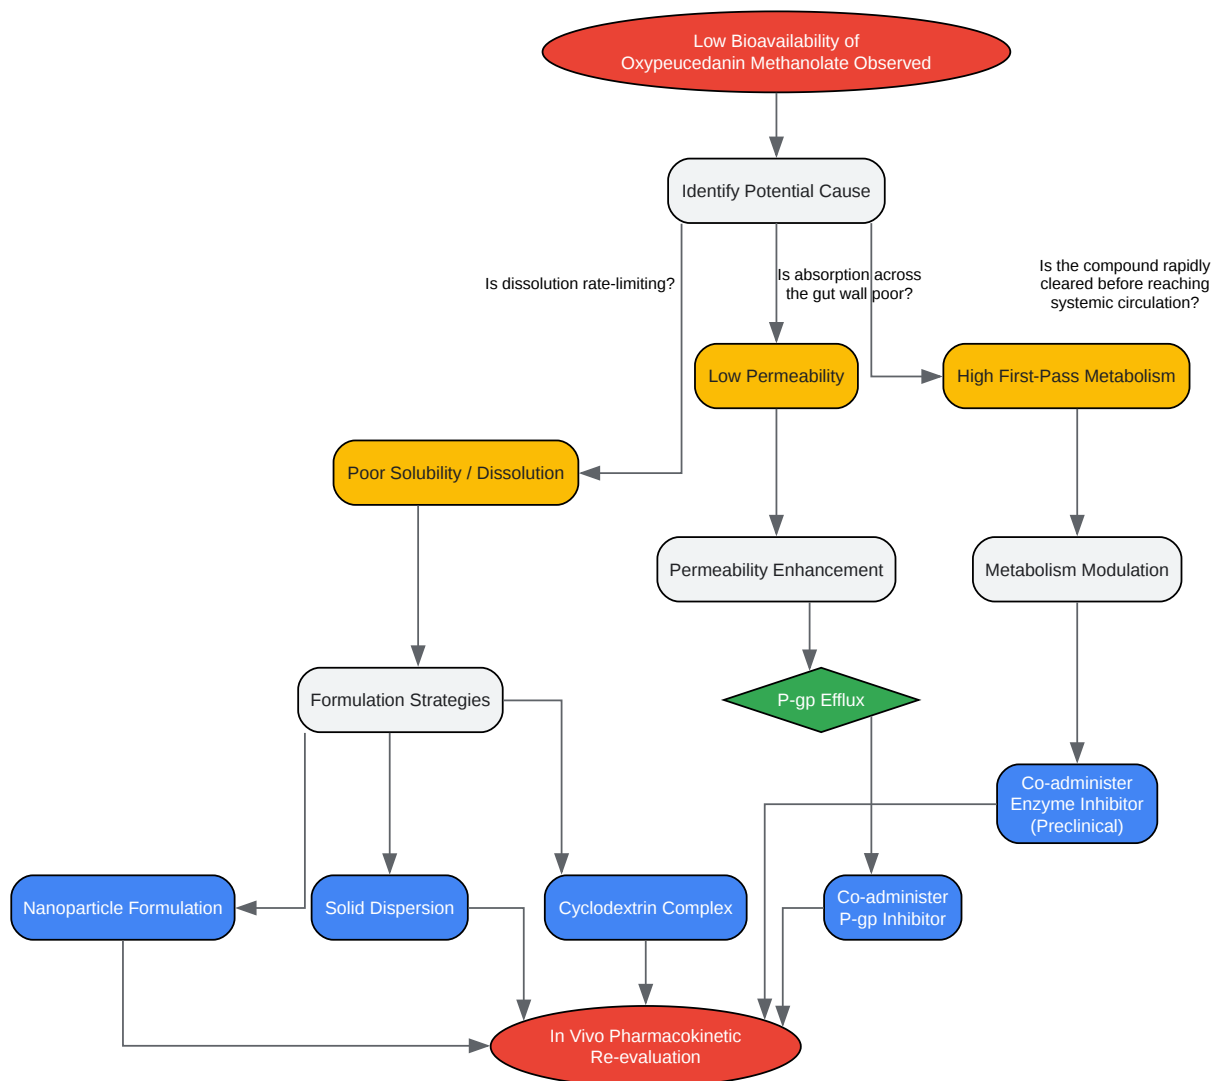 Low Bioavailability of
Oxypeucedanin Methanolate Observed
Identify Potential Cause
Is dissolution rate-limiting?
Is absorption across
the gut wall poor?
Is the compound rapidly
cleared before reaching
systemic circulation?
Low Permeability
High First-Pass Metabolism
Poor Solubility / Dissolution
Permeability Enhancement
Metabolism Modulation
Formulation Strategies
P-gp Efflux
Co-administer
Enzyme Inhibitor
(Preclinical)
Nanoparticle Formulation
Solid Dispersion
Cyclodextrin Complex
Co-administer
P-gp Inhibitor
In Vivo Pharmacokinetic
Re-evaluation